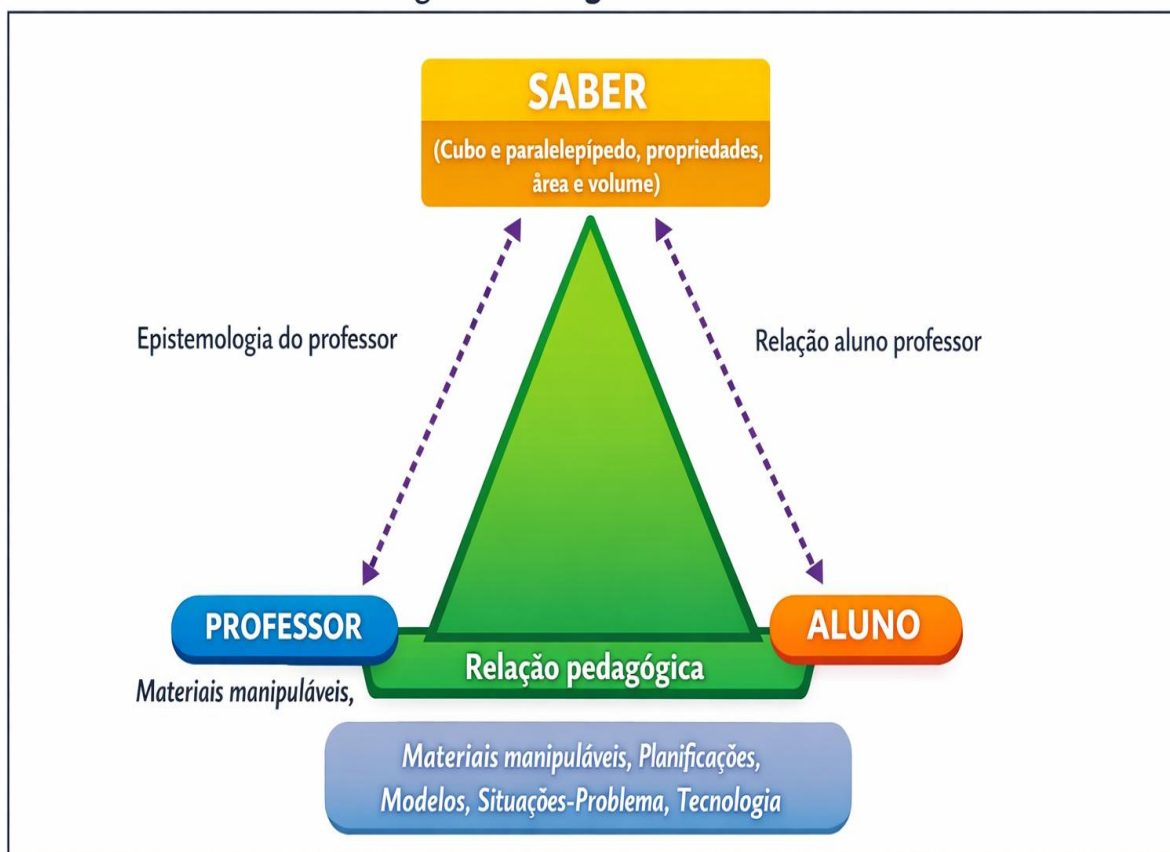 SABER
(Cubo e paralelepípedo, propriedades,
área e volume)
Epistemologia do professor
Relação aluno professor
PROFESSOR
ALUNO
Relação pedagógica
Materiais manipuláveis,
Materiais manipuláveis, Planificações,
Modelos, Situações-Problema, Tecnologia